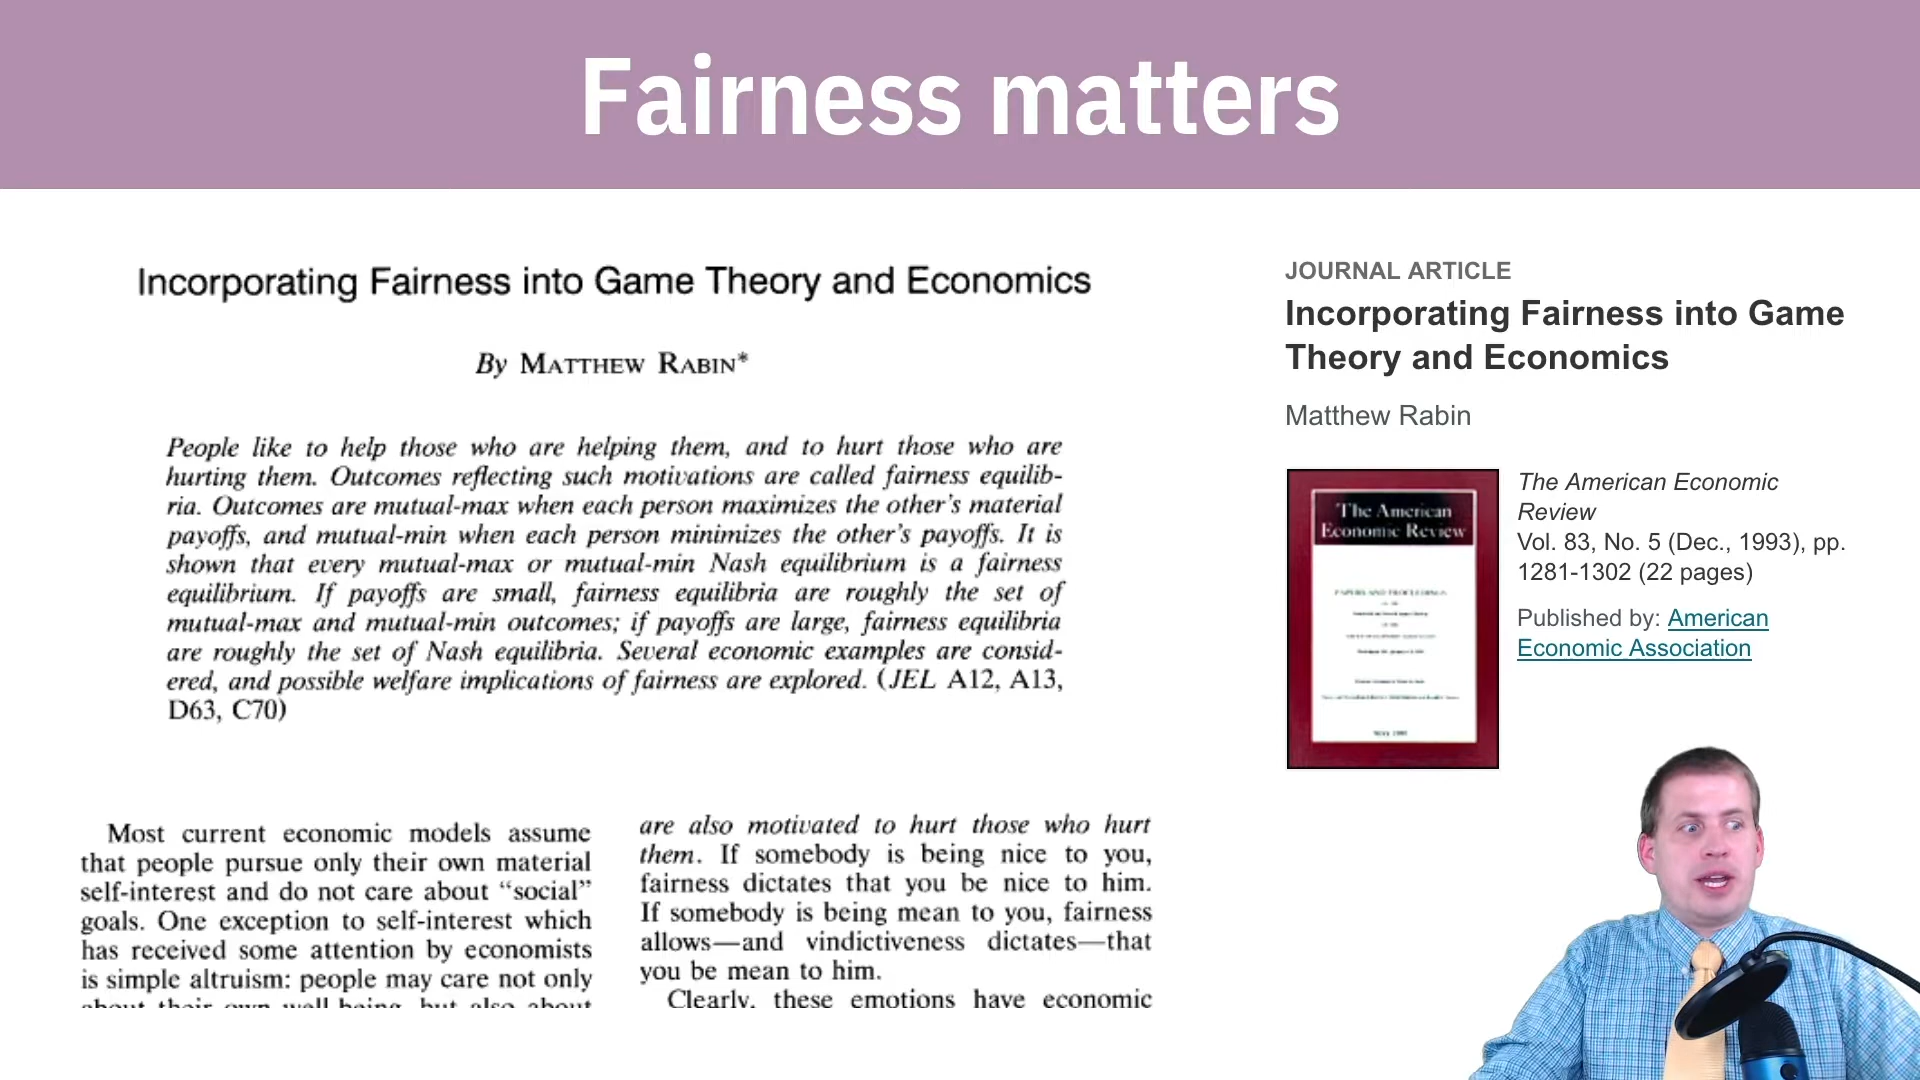 Fairness matters
Incorporating Fairness into Game Theory and Economics
By MATTHEW RABIN*
People like to help those who are helping them, and to hurt those who are
hurting them. Outcomes reflecting such motivations are called fairness equilib-
ria. Outcomes are mutual-max when each person maximizes the other's material
payoffs, and mutual-min when each person minimizes the other's payoffs. It is
shown that every mutual-max or mutual-min Nash equilibrium is a fairness
equilibrium. If payoffs are small, fairness equilibria are roughly the set of
mutual-max and mutual-min outcomes; if payoffs are large, fairness equilibria
are roughly the set of Nash equilibria. Several economic examples are consid-
ered, and possible welfare implications of fairness are explored. (JEL A12, A13,
D63, C70)
Most current economic models assume
that people pursue only their own material
self-interest and do not care about “social”
goals. One exception to self-interest which
has received some attention by economists
is simple altruism: people may care not only
about their own well-being, but also about
are also motivated to hurt those who hurt
them. If somebody is being nice to you,
fairness dictates that you be nice to him.
If somebody is being mean to you, fairness
allows—and vindictiveness dictates—that
you be mean to him.
Clearly, these emotions have economic
JOURNAL ARTICLE
Incorporating Fairness into Game
Theory and Economics
Matthew Rabin
The American
Economic Review
The American Economic
Review
Vol. 83, No. 5 (Dec., 1993), pp.
1281-1302 (22 pages)
Published by: American
Economic Association